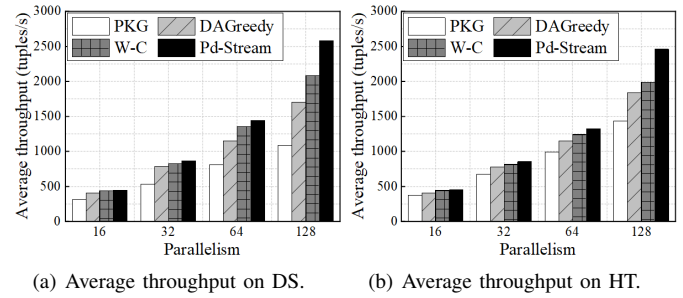 3000
2500
2000
1500
1000
500
0
Average throughput (tuples/s)
PKG DAGreedy
W-C Pd-Stream
16 32 64 128
Parallelism
(a) Average throughput on DS.
3000
2500
2000
1500
1000
500
0
Average throughput (tuples/s)
PKG DAGreedy
W-C Pd-Stream
16 32 64 128
Parallelism
(b) Average throughput on HT.